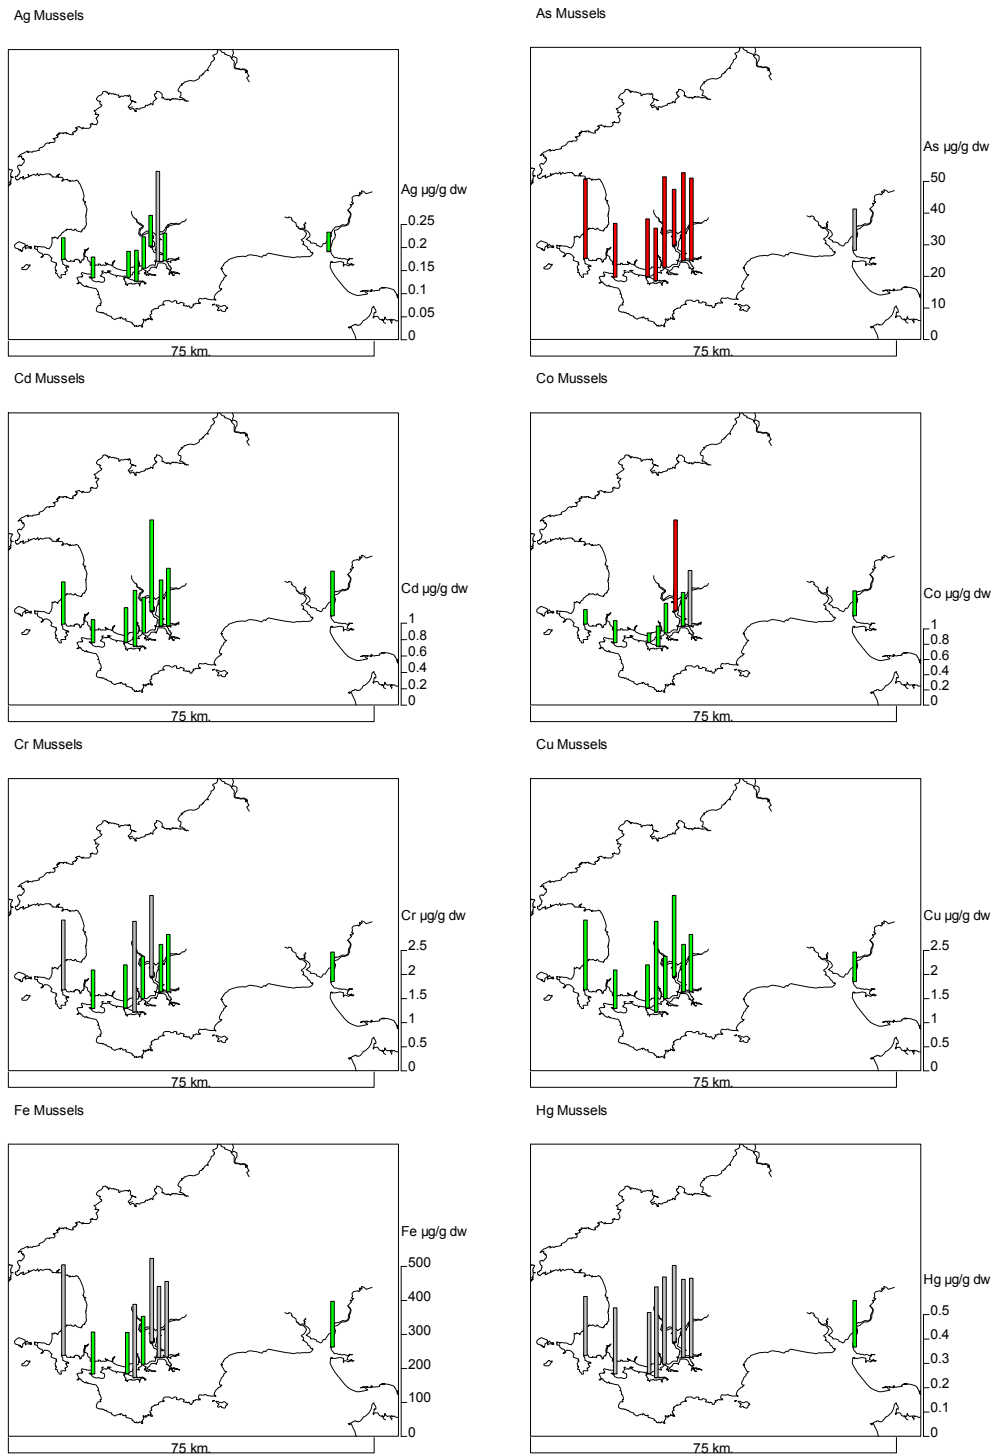 Ag Mussels
As Mussels
Ag µg/g dw
0.25
0.2
0.15
0.1
0.05
0
75 km.
As µg/g dw
50
40
30
20
10
0
75 km.
Cd Mussels
Co Mussels
Cd µg/g dw
1
0.8
0.6
0.4
0.2
0
75 km.
Co µg/g dw
1
0.8
0.6
0.4
0.2
0
75 km.
Cr Mussels
Cu Mussels
Cr µg/g dw
2.5
2
1.5
1
0.5
0
75 km.
Cu µg/g dw
2.5
2
1.5
1
0.5
0
75 km.
Fe Mussels
Hg Mussels
Fe µg/g dw
500
400
300
200
100
0
75 km.
Hg µg/g dw
0.5
0.4
0.3
0.2
0.1
0
75 km.